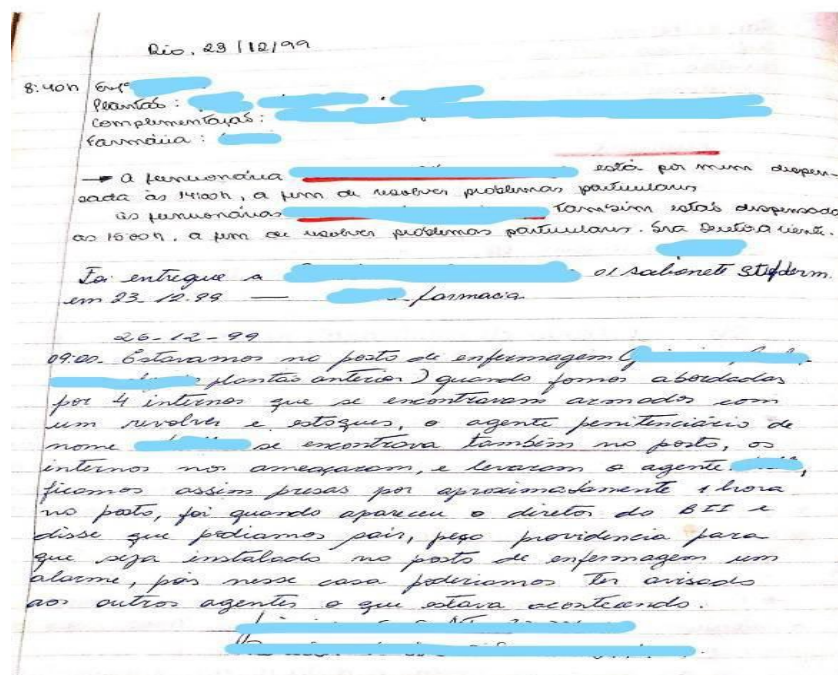 Rio, 23/12/99
8:40h Enfª
Plantão :
Complementação:
Farmácia :
→ a funcionária está por mim dispen-
sada às 14:00h, a fim de resolver problemas particulares
às funcionárias também estão dispensado
as 15:00h, a fim de resolver problemas particulares. Sra Diretora ciente.
Foi entregue a 01 sabonete Stiefderm.
em 23-12-99 — farmacia
26-12-99
09:00. Estavamos no posto de enfermagem (
plantão anterior) quando fomos abordadas
por 4 internos que se encontravam armados com
um revolver e estoques, o agente penitenciário de
nome se encontrava também no posto, os
internos nos ameaçaram, e levaram o agente ,
ficamos assim presas por aproximadamente 1 hora
no posto, foi quando apareceu o diretor do BII e
disse que podiamos sair, peço providencia para
que seja instalado no posto de enfermagem um
alarme, pois nesse caso poderiamos ter avisado
aos outros agentes o que estava acontecendo.